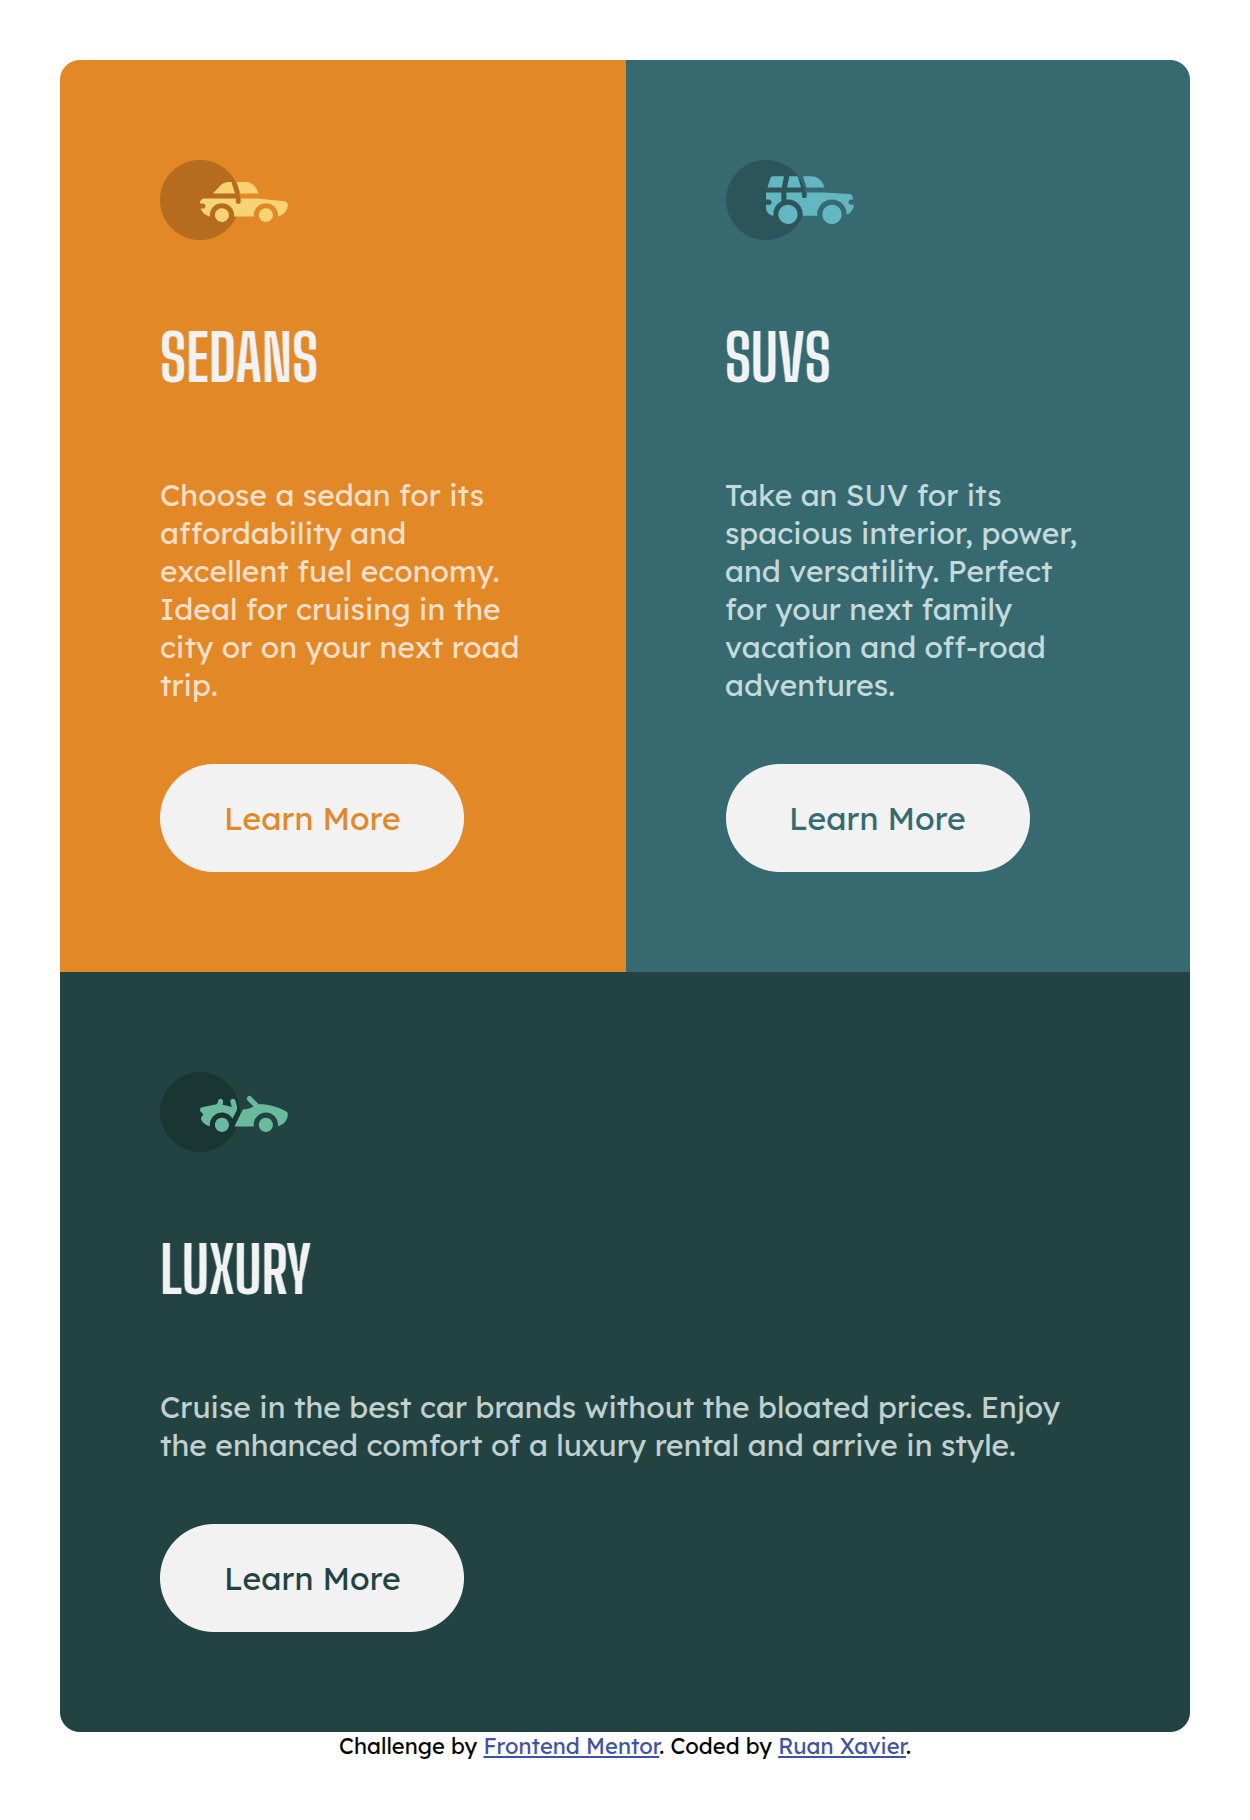 SEDANS
Choose a sedan for its
affordability and
excellent fuel economy.
Ideal for cruising in the
city or on your next road
trip.
Learn More
SUVS
Take an SUV for its
spacious interior, power,
and versatility. Perfect
for your next family
vacation and off-road
adventures.
Learn More
LUXURY
Cruise in the best car brands without the bloated prices. Enjoy
the enhanced comfort of a luxury rental and arrive in style.
Learn More
Challenge by Frontend Mentor. Coded by Ruan Xavier.